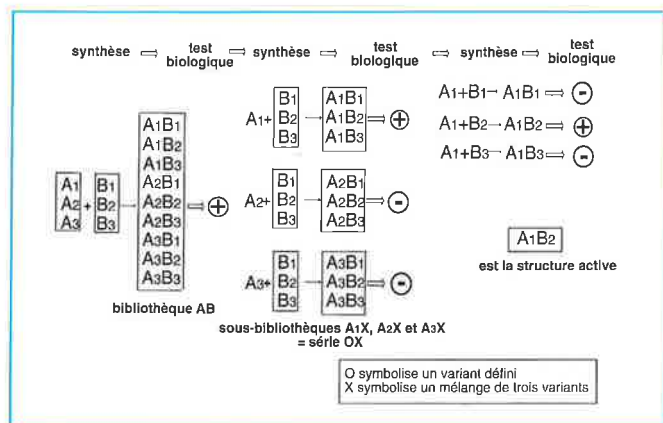 synthèse ⇒ test biologique ⇒ synthèse ⇒ test biologique ⇒ synthèse ⇒ test biologique
A1
A2
A3
+
B1
B2
B3
→
A1B1
A1B2
A1B3
A2B1
A2B2
A2B3
A3B1
A3B2
A3B3
⇒ ⊕
bibliothèque AB
A1+
B1
B2
B3
→
A1B1
A1B2
A1B3
⇒ ⊕
A2+
B1
B2
B3
→
A2B1
A2B2
A2B3
⇒ ⊖
A3+
B1
B2
B3
→
A3B1
A3B2
A3B3
⇒ ⊖
sous-bibliothèques A1X, A2X et A3X
= série OX
A1+B1→ A1B1 ⇒ ⊖
A1+B2→ A1B2 ⇒ ⊕
A1+B3→ A1B3 ⇒ ⊖
A1B2
est la structure active
O symbolise un variant défini
X symbolise un mélange de trois variants